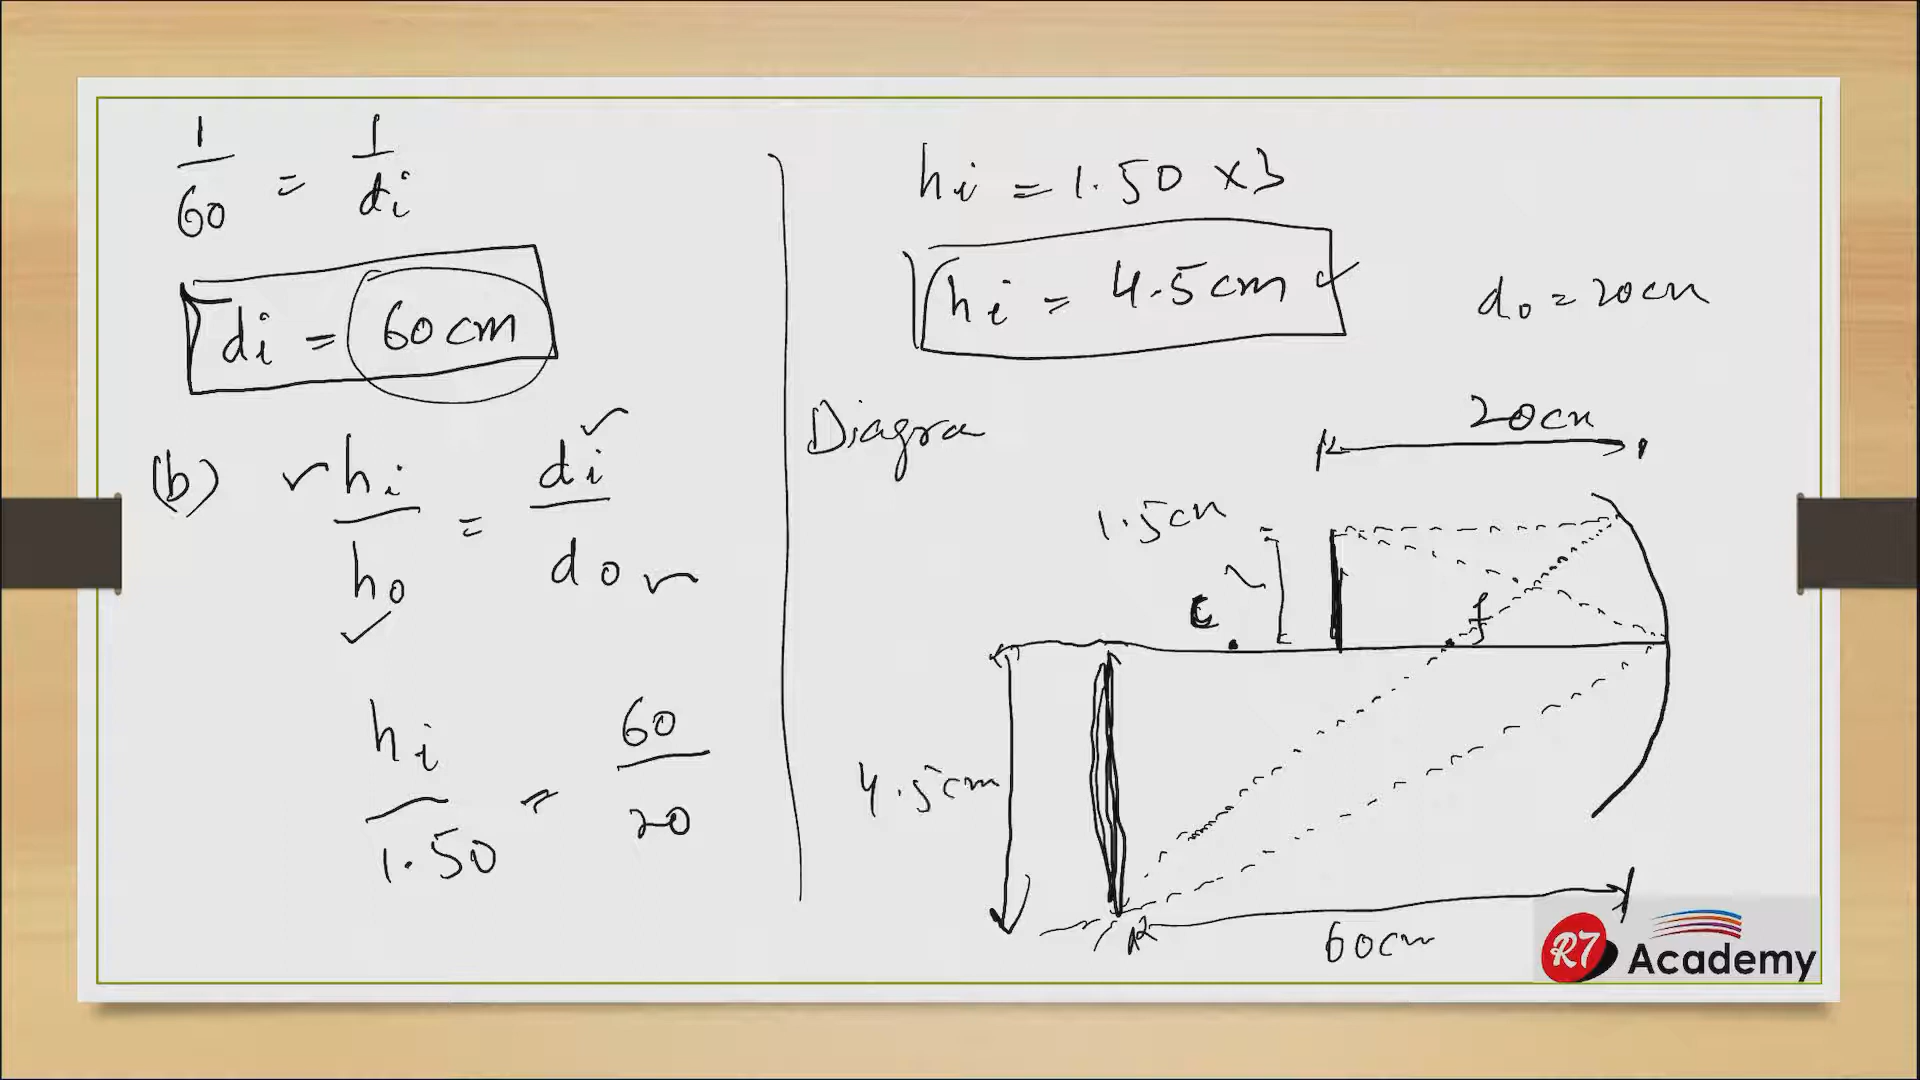 1/60 = 1/di
di = 60 cm
(b) hi/ho = di/do
hi/1.50 = 60/20
hi = 1.50 x3
hi = 4.5 cm
do = 20 cm
Diagra
20 cm
1.5 cm
C
f
4.5 cm
60 cm
R7 Academy